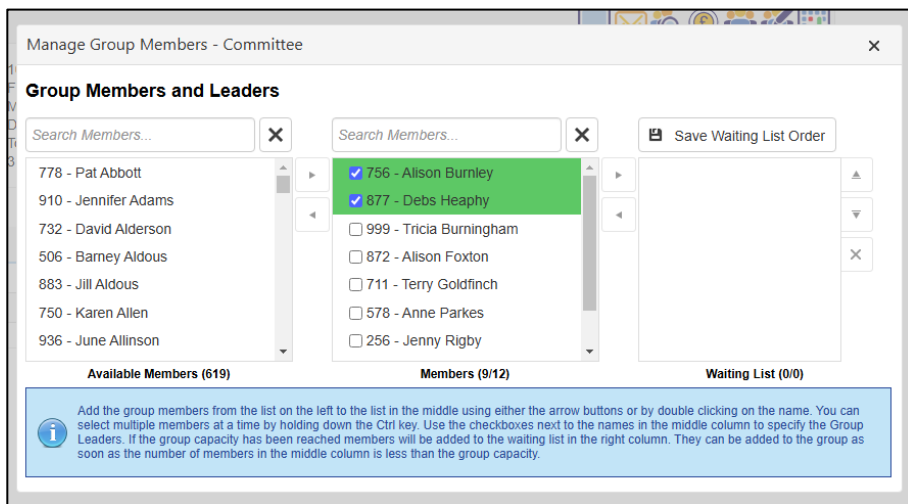 Manage Group Members - Committee
Group Members and Leaders
Search Members...
Search Members...
Save Waiting List Order
778 - Pat Abbott
910 - Jennifer Adams
732 - David Alderson
506 - Barney Aldous
883 - Jill Aldous
750 - Karen Allen
936 - June Allinson
756 - Alison Burnley
877 - Debs Heaphy
999 - Tricia Burningham
872 - Alison Foxton
711 - Terry Goldfinch
578 - Anne Parkes
256 - Jenny Rigby
Available Members (619)
Members (9/12)
Waiting List (0/0)
Add the group members from the list on the left to the list in the middle using either the arrow buttons or by double clicking on the name. You can
select multiple members at a time by holding down the Ctrl key. Use the checkboxes next to the names in the middle column to specify the Group
Leaders. If the group capacity has been reached members will be added to the waiting list in the right column. They can be added to the group as
soon as the number of members in the middle column is less than the group capacity.